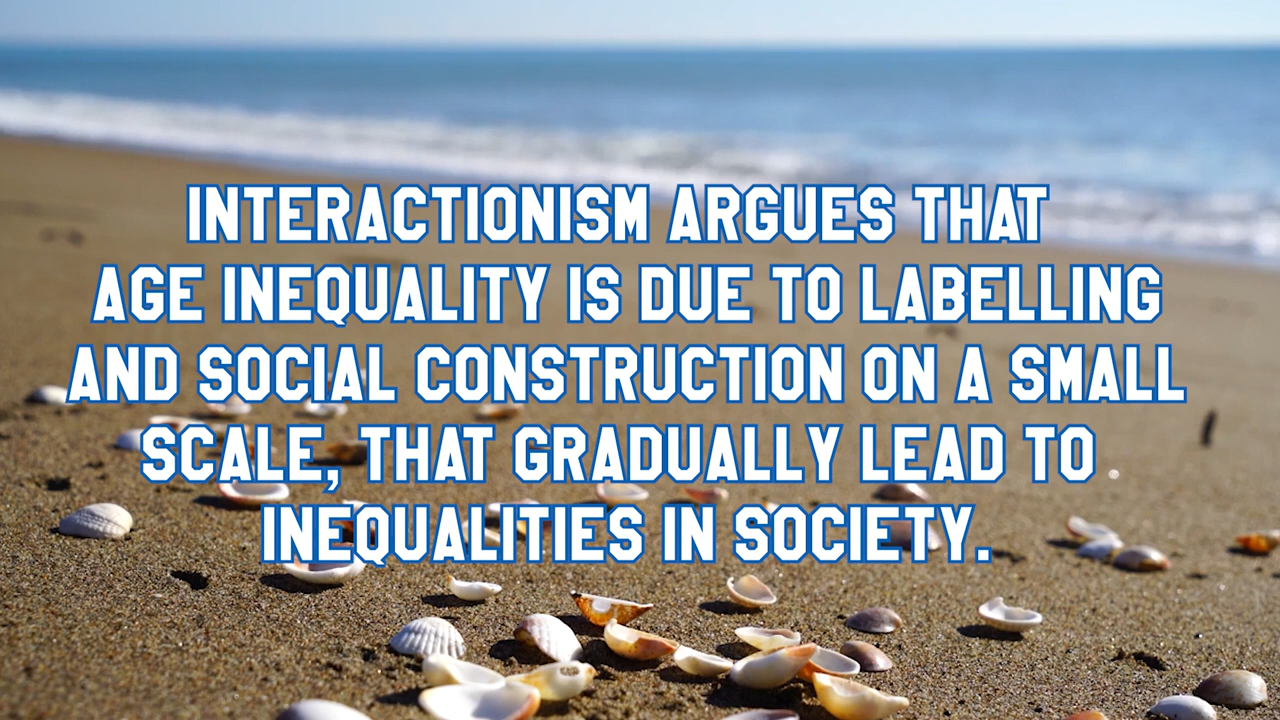 INTERACTIONISM ARGUES THAT
AGE INEQUALITY IS DUE TO LABELLING
AND SOCIAL CONSTRUCTION ON A SMALL
SCALE, THAT GRADUALLY LEAD TO
INEQUALITIES IN SOCIETY.